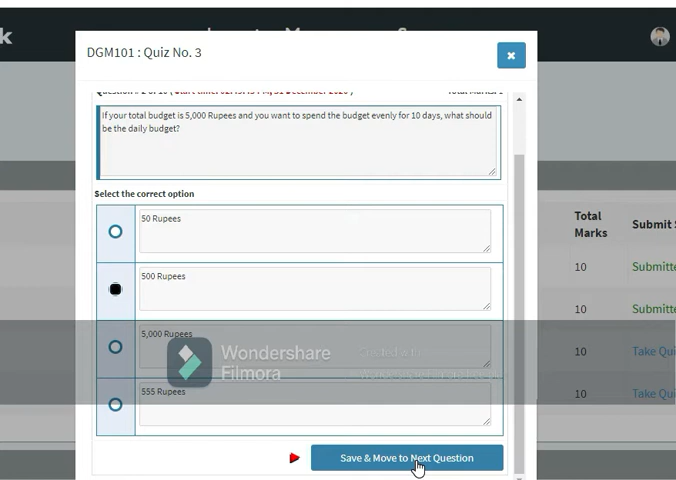 k
DGM101 : Quiz No. 3
If your total budget is 5,000 Rupees and you want to spend the budget evenly for 10 days, what should
be the daily budget?
Select the correct option
50 Rupees
500 Rupees
5,000 Rupees
555 Rupees
Wondershare
Filmora
Created with
Save & Move to Next Question
Total
Marks
Submit S
10
Submitte
10
Submitte
10
Take Qui
10
Take Qui